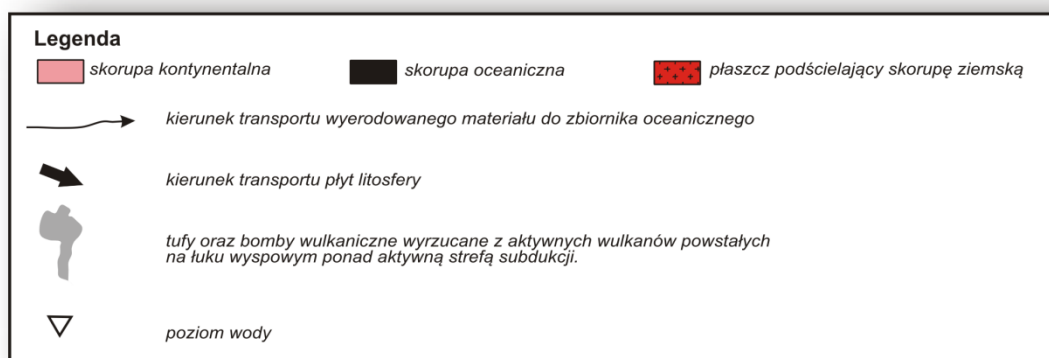 Legenda
skorupa kontynentalna skorupa oceaniczna płaszcz podścielający skorupę ziemską
kierunek transportu wyerodowanego materiału do zbiornika oceanicznego
kierunek transportu płyt litosfery
tufy oraz bomby wulkaniczne wyrzucane z aktywnych wulkanów powstałych
na łuku wyspowym ponad aktywną strefą subdukcji.
poziom wody